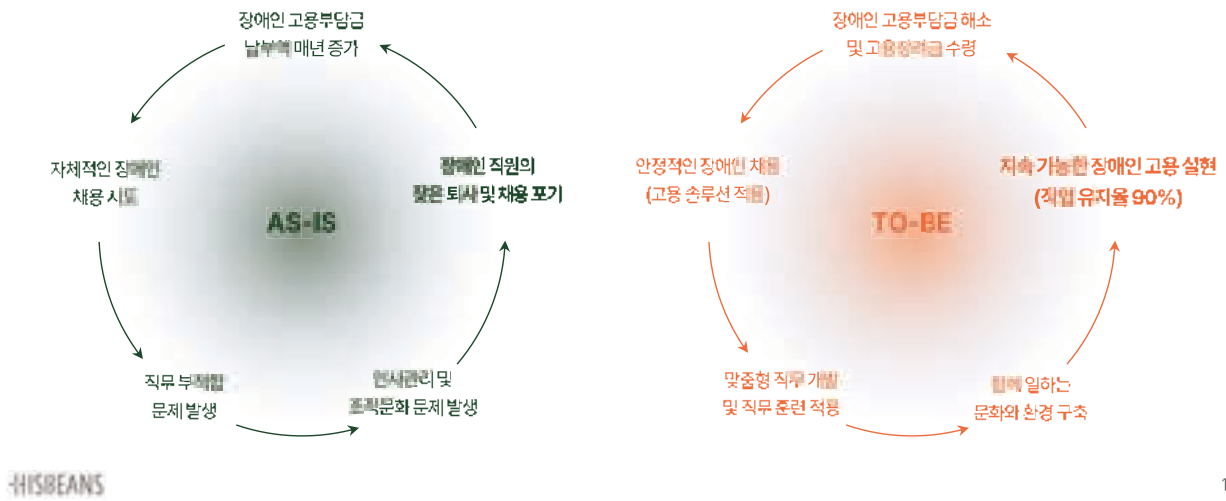 장애인 고용부담금
납부액 매년 증가
자체적인 장애인
채용 시도
장애인 직원의
잦은 퇴사 및 채용 포기
AS-IS
직무 부적합
문제 발생
인사관리 및
조직문화 문제 발생
장애인 고용부담금 해소
및 고용장려금 수령
안정적인 장애인 채용
(고용 솔루션 적용)
지속 가능한 장애인 고용 실현
(직업 유지율 90%)
TO-BE
맞춤형 직무 개발
및 직무 훈련 적용
함께 일하는
문화와 환경 구축
HISBEANS
1